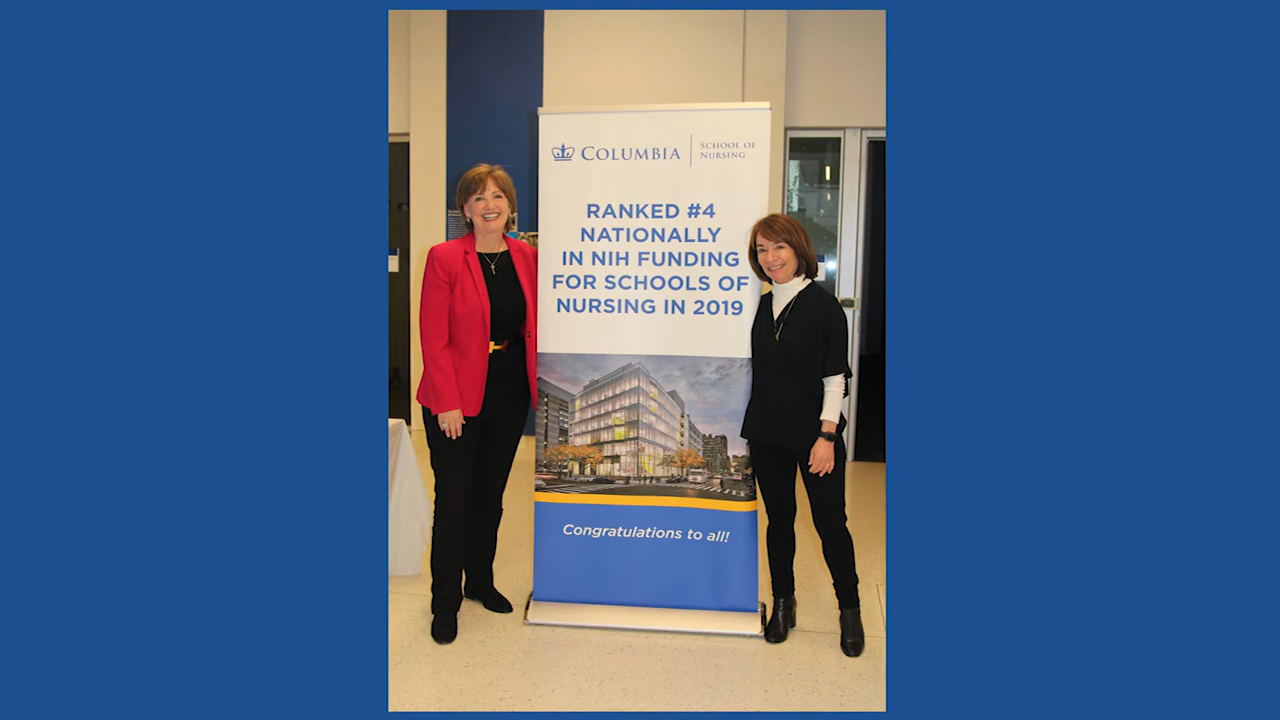 COLUMBIA
SCHOOL OF
NURSING
RANKED #4
NATIONALLY
IN NIH FUNDING
FOR SCHOOLS OF
NURSING IN 2019
Congratulations to all!